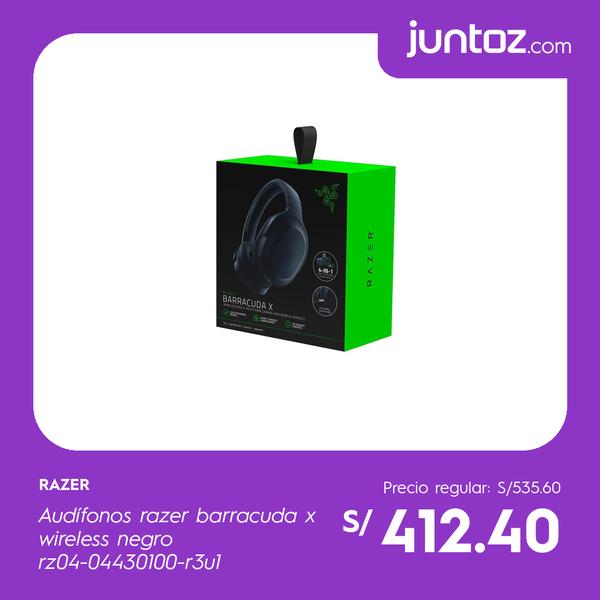 juntoz.com
4-IN-1
RAZER
BARRACUDA X
RAZER
Precio regular: S/535.60
Audífonos razer barracuda x
wireless negro
rz04-04430100-r3u1
S/ 412.40